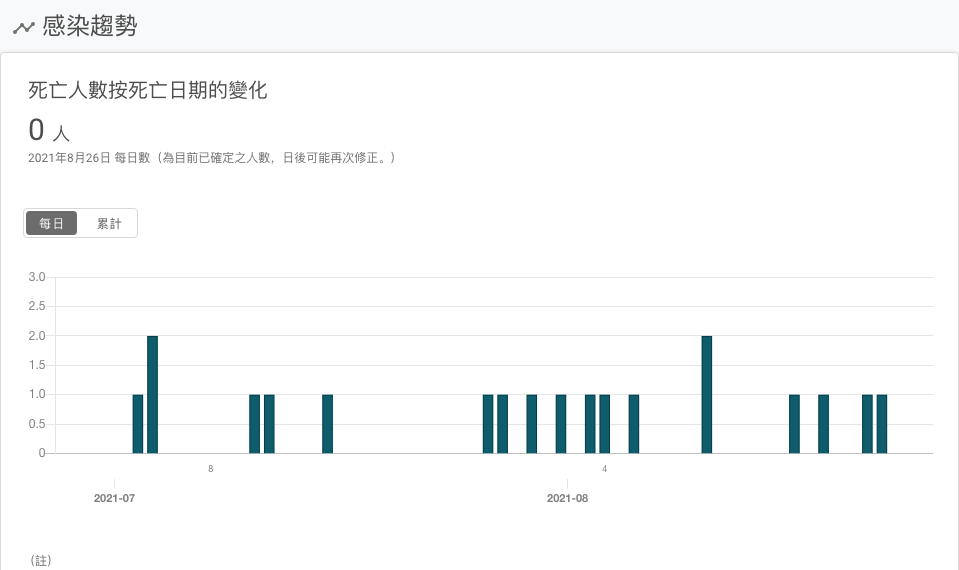 感染趨勢
死亡人數按死亡日期的變化
0 人
2021年8月26日 每日數（為目前已確定之人數，日後可能再次修正。）
每日 累計
3.0
2.5
2.0
1.5
1.0
0.5
0
8 4
2021-07 2021-08
（註）